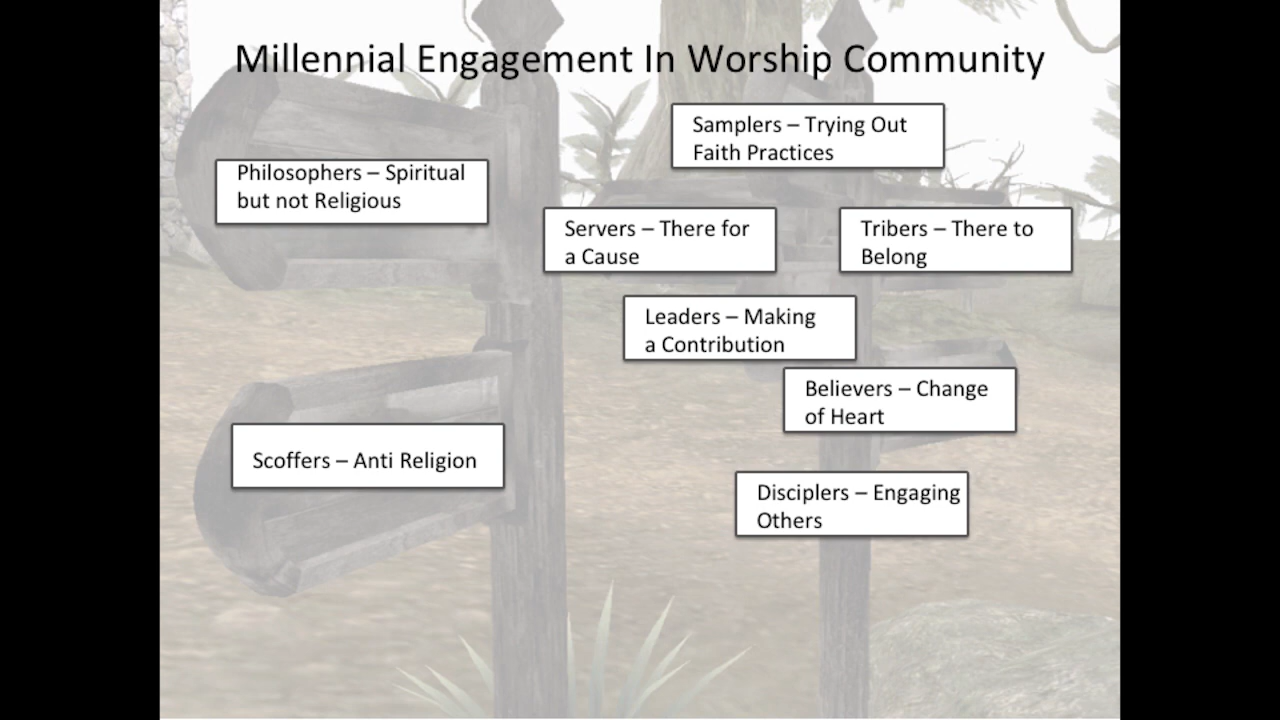 Millennial Engagement In Worship Community
Samplers – Trying Out
Faith Practices
Philosophers – Spiritual
but not Religious
Servers – There for
a Cause
Tribers – There to
Belong
Leaders – Making
a Contribution
Believers – Change
of Heart
Scoffers – Anti Religion
Disciplers – Engaging
Others